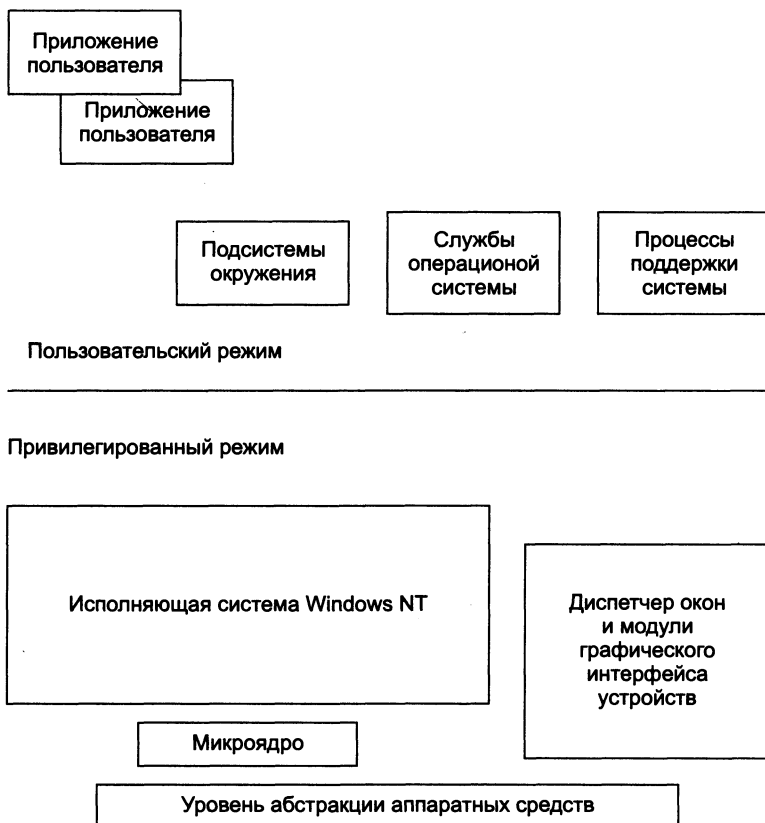 Приложение
пользователя
Приложение
пользователя
Подсистемы
окружения
Службы
операционой
системы
Процессы
поддержки
системы
Пользовательский режим
Привилегированный режим
Исполняющая система Windows NT
Диспетчер окон
и модули
графического
интерфейса
устройств
Микроядро
Уровень абстракции аппаратных средств